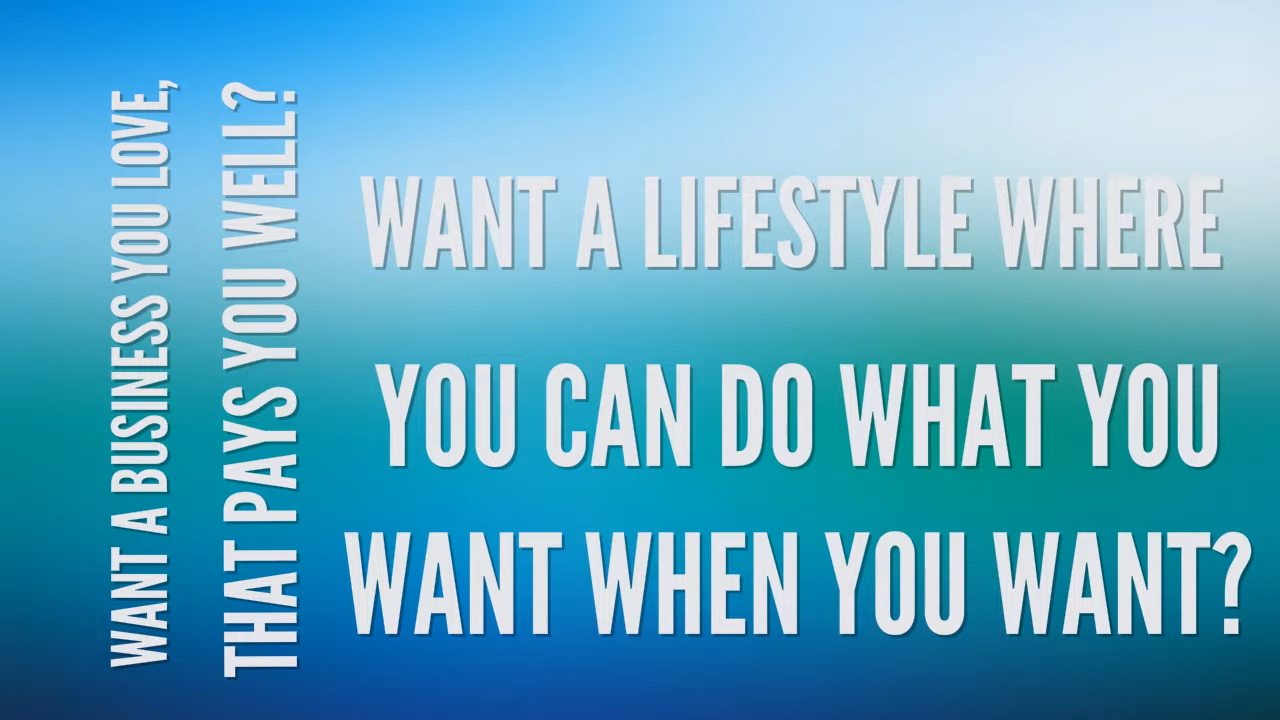 WANT A BUSINESS YOU LOVE,
THAT PAYS YOU WELL?
WANT A LIFESTYLE WHERE
YOU CAN DO WHAT YOU
WANT WHEN YOU WANT?